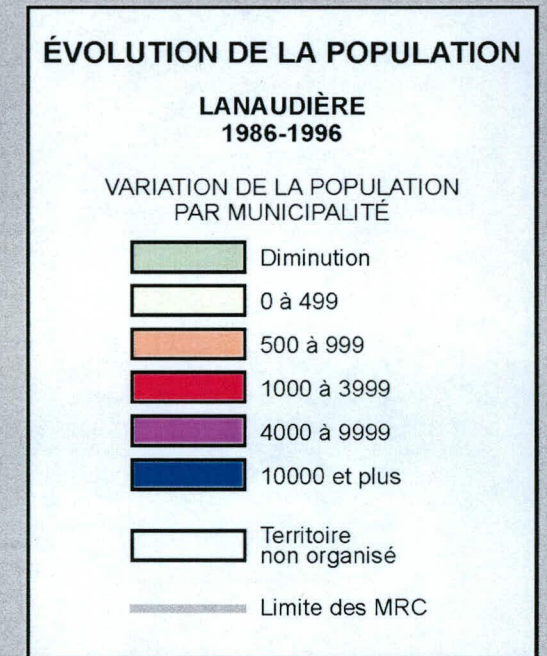 ÉVOLUTION DE LA POPULATION
LANAUDIÈRE
1986-1996
VARIATION DE LA POPULATION
PAR MUNICIPALITÉ
Diminution
0 à 499
500 à 999
1000 à 3999
4000 à 9999
10000 et plus
Territoire
non organisé
Limite des MRC